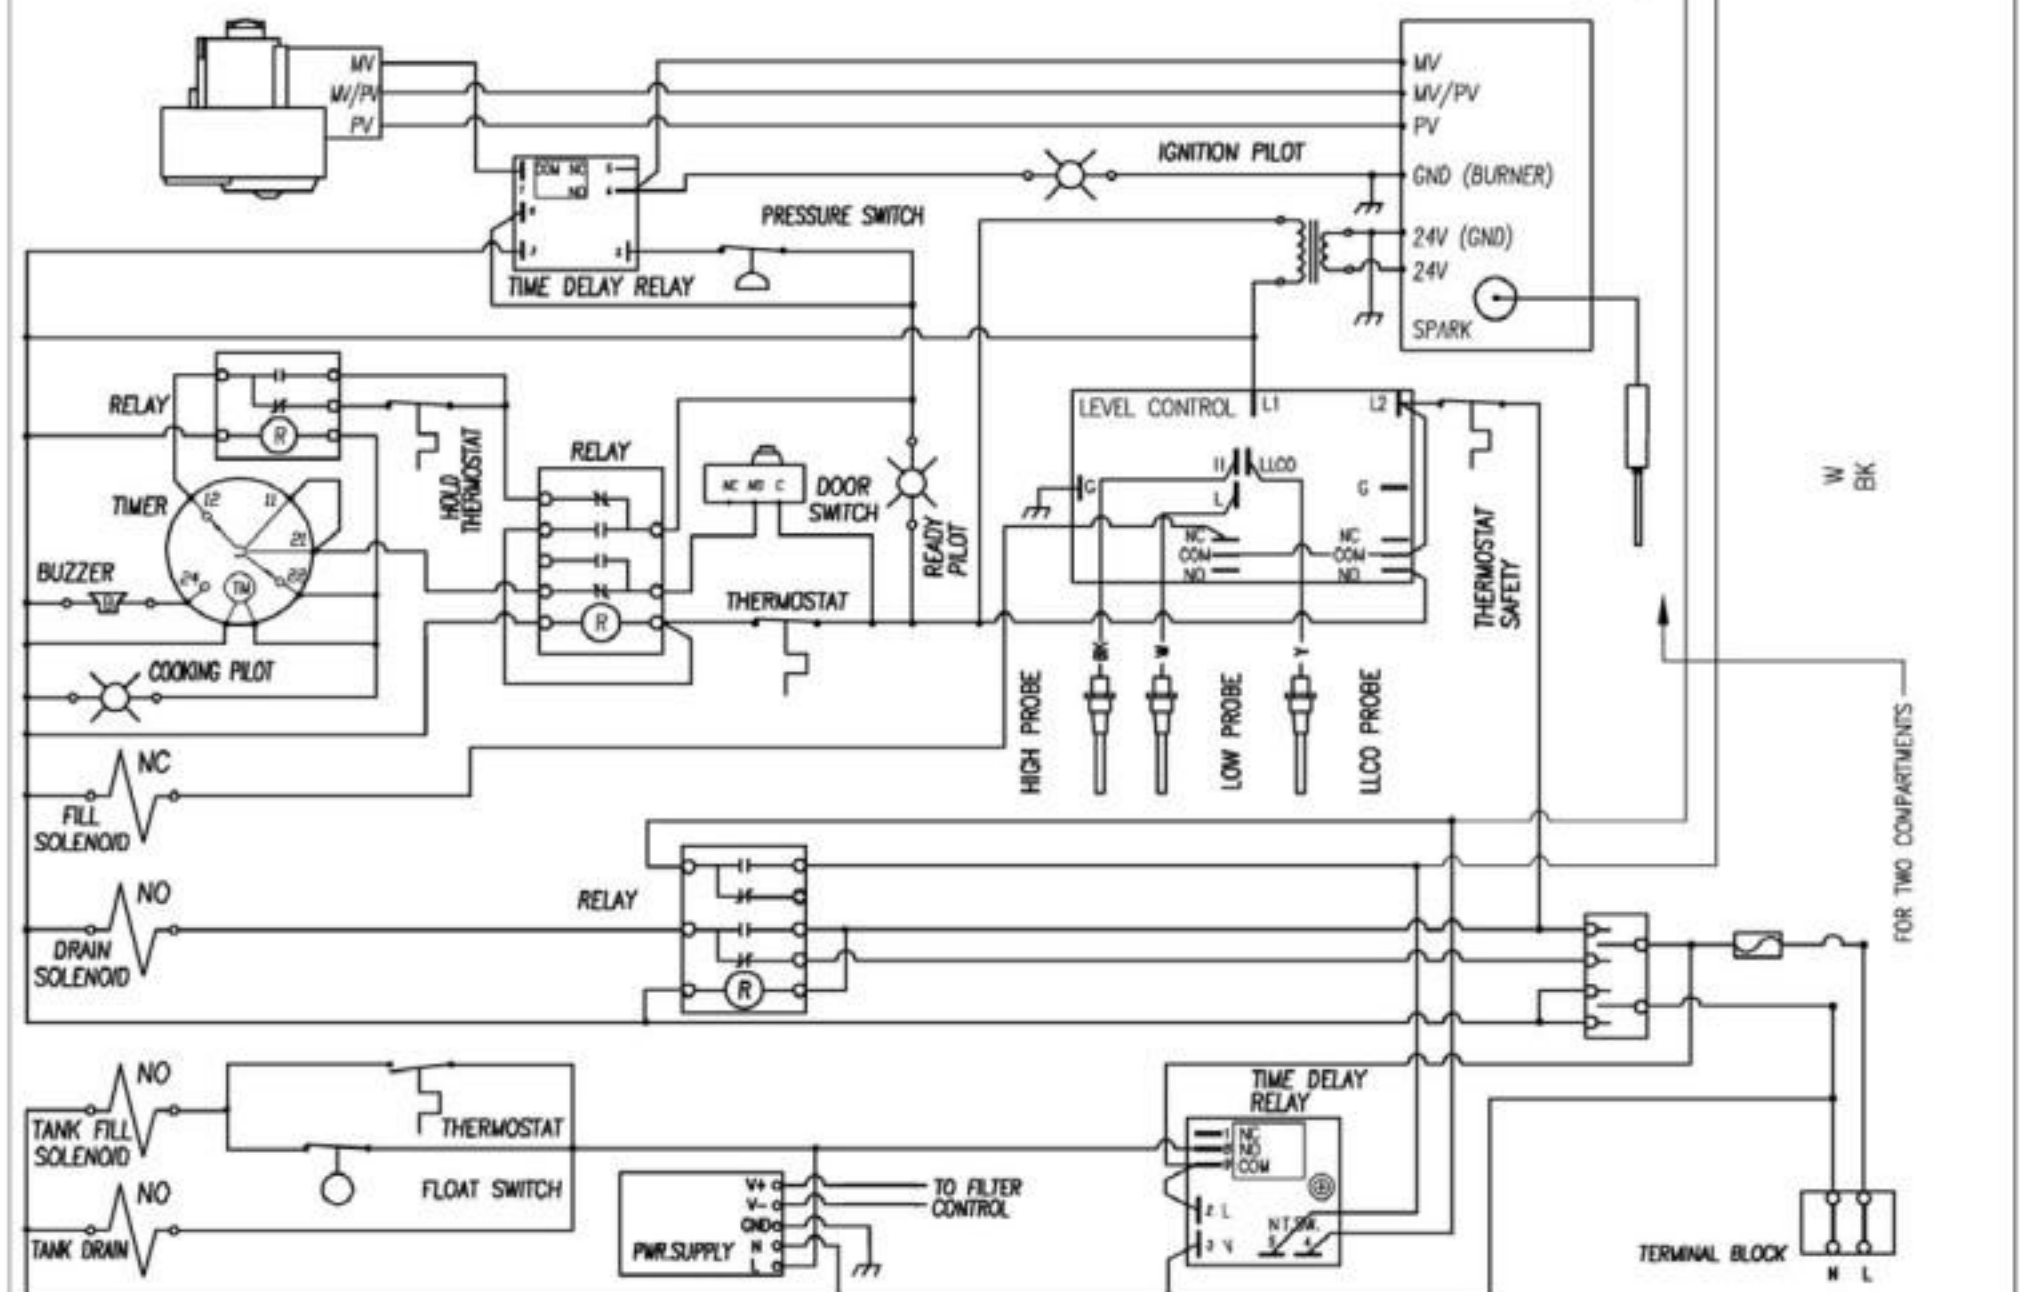 MV
MV/PV
PV
MV
MV/PV
PV
IGNITION PILOT
GND (BURNER)
COM NC
NO
PRESSURE SWITCH
24V (GND)
24V
TIME DELAY RELAY
SPARK
RELAY
R
LEVEL CONTROL
L1
L2
HOLD
THERMOSTAT
RELAY
LLCO
W
BK
G
G
L
NC NO C
DOOR
SWITCH
TIMER
12
11
21
22
24
TM
READY
PILOT
NC
COM
NO
NC
COM
NO
THERMOSTAT
SAFETY
BUZZER
THERMOSTAT
R
BK
W
Y
COOKING PILOT
HIGH PROBE
LOW PROBE
LLCO PROBE
FOR TWO COMPARTMENTS
NC
FILL
SOLENOID
NO
DRAIN
SOLENOID
RELAY
R
NO
TANK FILL
SOLENOID
THERMOSTAT
FLOAT SWITCH
TIME DELAY
RELAY
NC
NO
COM
NO
TANK DRAIN
V+
V-
GND
N
L
PWR.SUPPLY
TO FILTER
CONTROL
2 L
3
5
4
TERMINAL BLOCK
N L